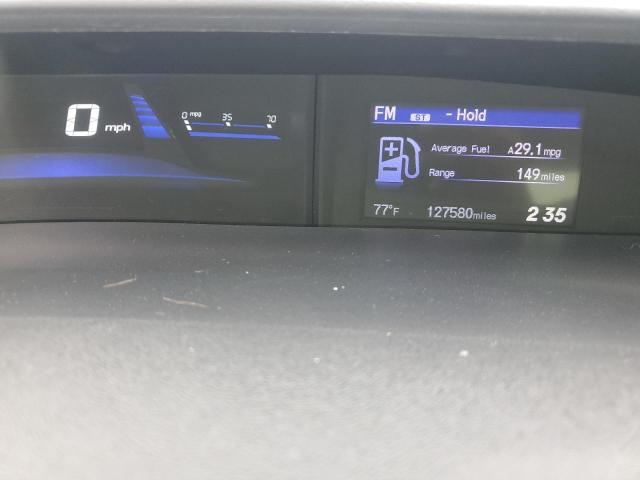 0 mph
0 mpg 35 70
FM ST - Hold
Average Fuel A29.1 mpg
Range 149 miles
77°F 127580 miles 2 35